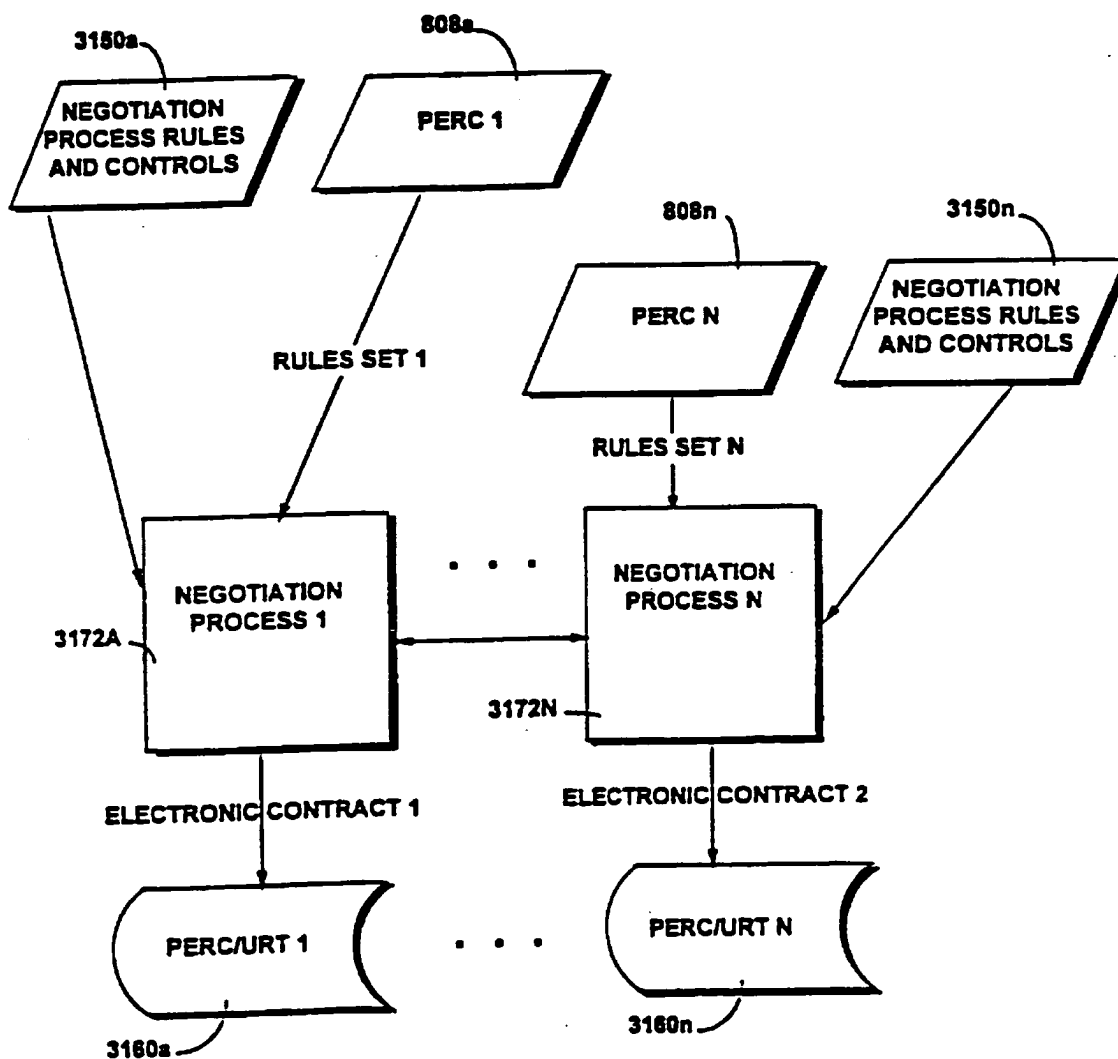 3150a
808a
NEGOTIATION
PROCESS RULES
AND CONTROLS
PERC 1
808n
3150n
PERC N
NEGOTIATION
PROCESS RULES
AND CONTROLS
RULES SET 1
RULES SET N
NEGOTIATION
PROCESS 1
. . .
NEGOTIATION
PROCESS N
3172A
3172N
ELECTRONIC CONTRACT 1
ELECTRONIC CONTRACT 2
PERC/URT 1
. . .
PERC/URT N
3160a
3160n